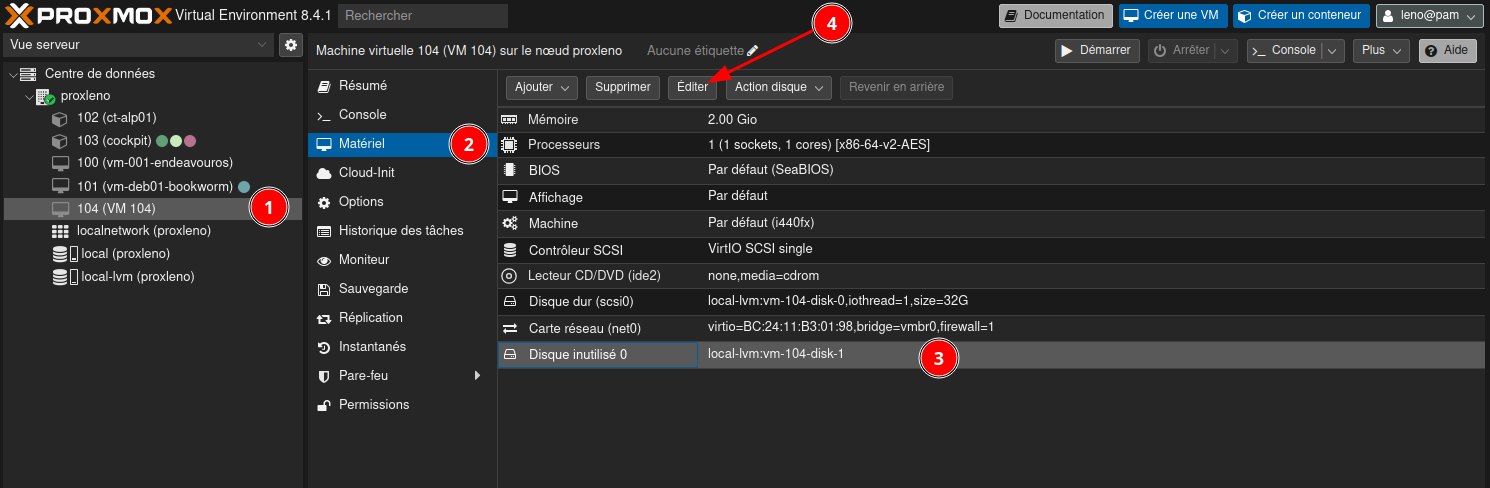 PROXMOX Virtual Environment 8.4.1 Rechercher Documentation Créer une VM Créer un conteneur leno@pam
4
Vue serveur
Machine virtuelle 104 (VM 104) sur le nœud proxleno Aucune étiquette Démarrer Arrêter Console Plus Aide
Centre de données
proxleno
102 (ct-alp01)
103 (cockpit)
100 (vm-001-endeavouros)
101 (vm-deb01-bookworm)
104 (VM 104)
1
localnetwork (proxleno)
local (proxleno)
local-lvm (proxleno)
Résumé
Console
Matériel
2
Cloud-Init
Options
Historique des tâches
Moniteur
Sauvegarde
Réplication
Instantanés
Pare-feu
Permissions
Ajouter Supprimer Éditer Action disque Revenir en arrière
Mémoire 2.00 Gio
Processeurs 1 (1 sockets, 1 cores) [x86-64-v2-AES]
BIOS Par défaut (SeaBIOS)
Affichage Par défaut
Machine Par défaut (i440fx)
Contrôleur SCSI VirtIO SCSI single
Lecteur CD/DVD (ide2) none,media=cdrom
Disque dur (scsi0) local-lvm:vm-104-disk-0,iothread=1,size=32G
Carte réseau (net0) virtio=BC:24:11:B3:01:98,bridge=vmbr0,firewall=1
Disque inutilisé 0 local-lvm:vm-104-disk-1
3